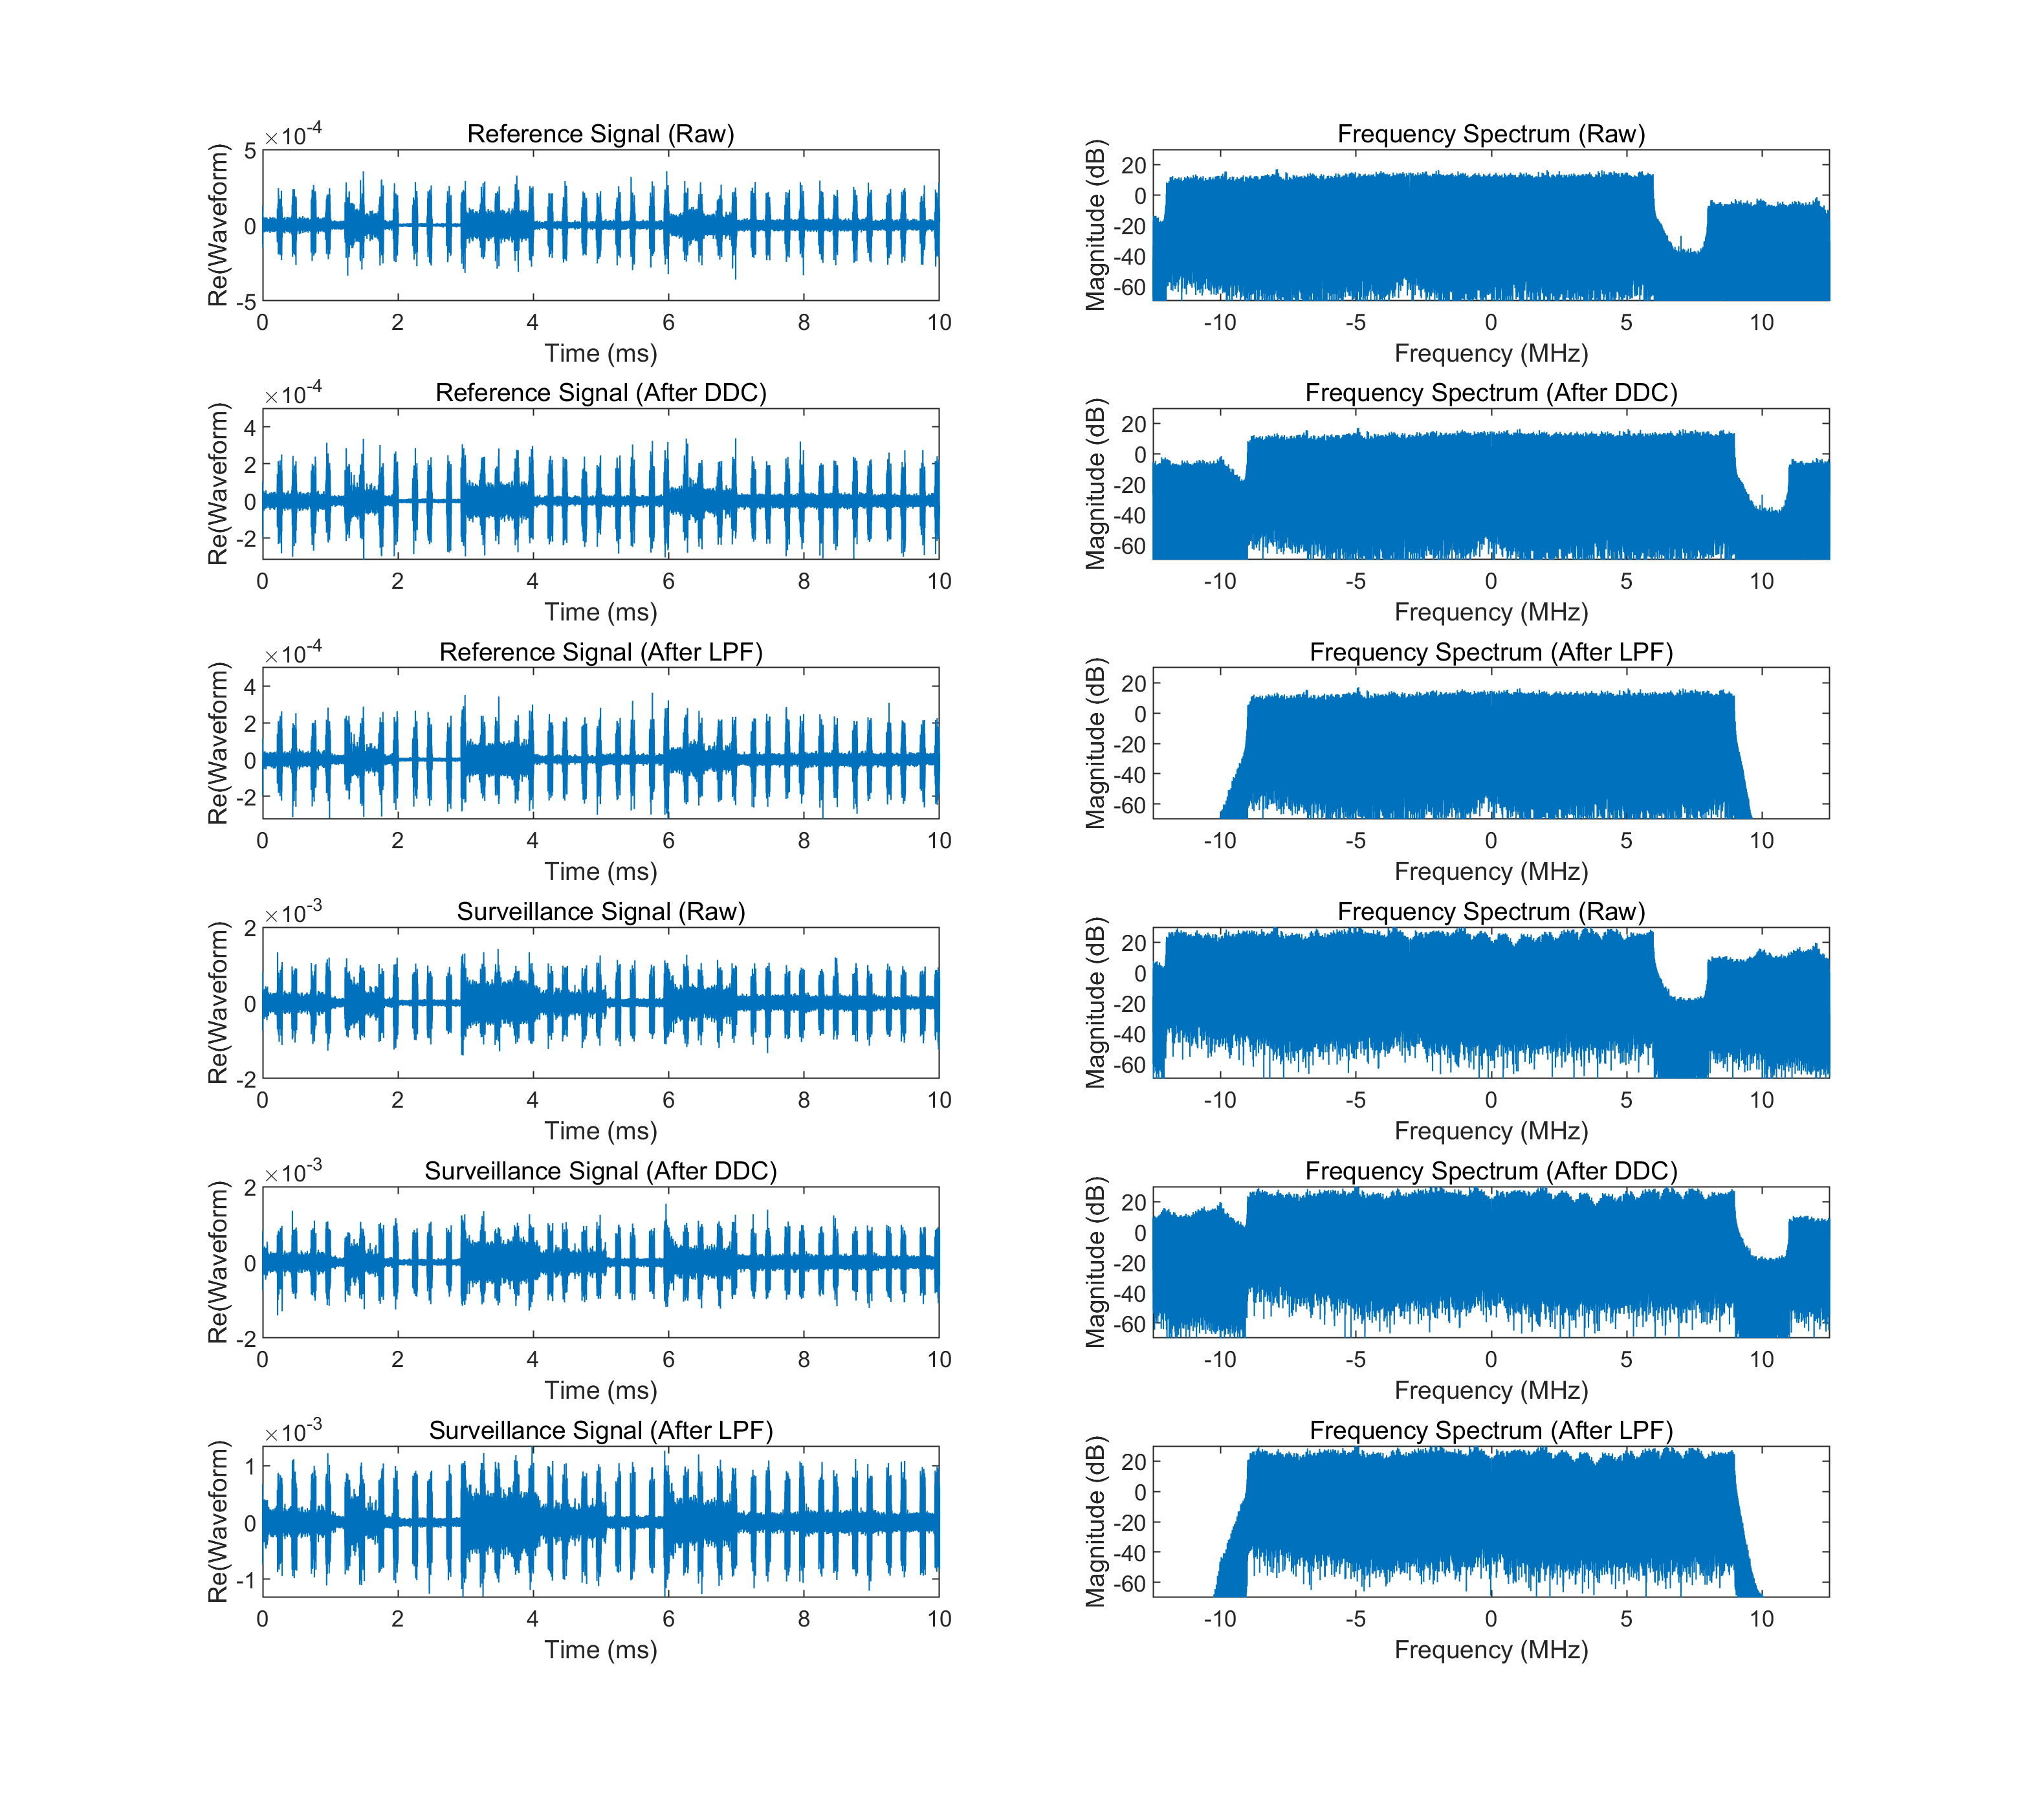 Reference Signal (Raw)
×10-4
Re(Waveform)
5
0
-5
0 2 4 6 8 10
Time (ms)
Frequency Spectrum (Raw)
Magnitude (dB)
20
0
-20
-40
-60
-10 -5 0 5 10
Frequency (MHz)
Reference Signal (After DDC)
×10-4
Re(Waveform)
4
2
0
-2
0 2 4 6 8 10
Time (ms)
Frequency Spectrum (After DDC)
Magnitude (dB)
20
0
-20
-40
-60
-10 -5 0 5 10
Frequency (MHz)
Reference Signal (After LPF)
×10-4
Re(Waveform)
4
2
0
-2
0 2 4 6 8 10
Time (ms)
Frequency Spectrum (After LPF)
Magnitude (dB)
20
0
-20
-40
-60
-10 -5 0 5 10
Frequency (MHz)
Surveillance Signal (Raw)
×10-3
Re(Waveform)
2
0
-2
0 2 4 6 8 10
Time (ms)
Frequency Spectrum (Raw)
Magnitude (dB)
20
0
-20
-40
-60
-10 -5 0 5 10
Frequency (MHz)
Surveillance Signal (After DDC)
×10-3
Re(Waveform)
2
0
-2
0 2 4 6 8 10
Time (ms)
Frequency Spectrum (After DDC)
Magnitude (dB)
20
0
-20
-40
-60
-10 -5 0 5 10
Frequency (MHz)
Surveillance Signal (After LPF)
×10-3
Re(Waveform)
1
0
-1
0 2 4 6 8 10
Time (ms)
Frequency Spectrum (After LPF)
Magnitude (dB)
20
0
-20
-40
-60
-10 -5 0 5 10
Frequency (MHz)